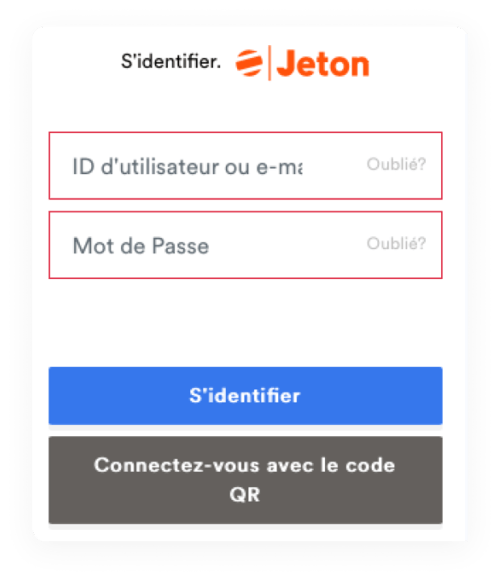 S'identifier. Jeton
ID d'utilisateur ou e-ma Oublié?
Mot de Passe Oublié?
S'identifier
Connectez-vous avec le code
QR